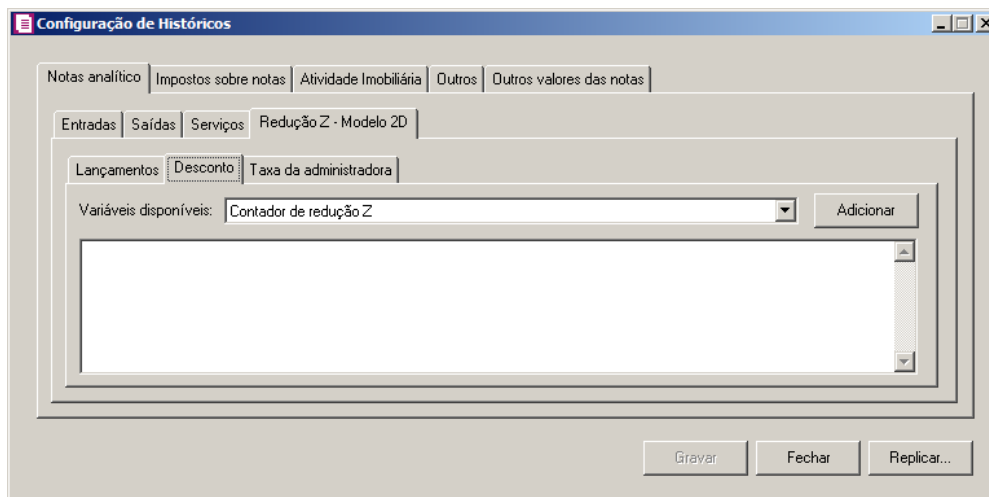 Configuração de Históricos
Notas analítico Impostos sobre notas Atividade Imobiliária Outros Outros valores das notas
Entradas Saídas Serviços Redução Z - Modelo 2D
Lançamentos Desconto Taxa da administradora
Variáveis disponíveis: Contador de redução Z Adicionar
Gravar Fechar Replicar...